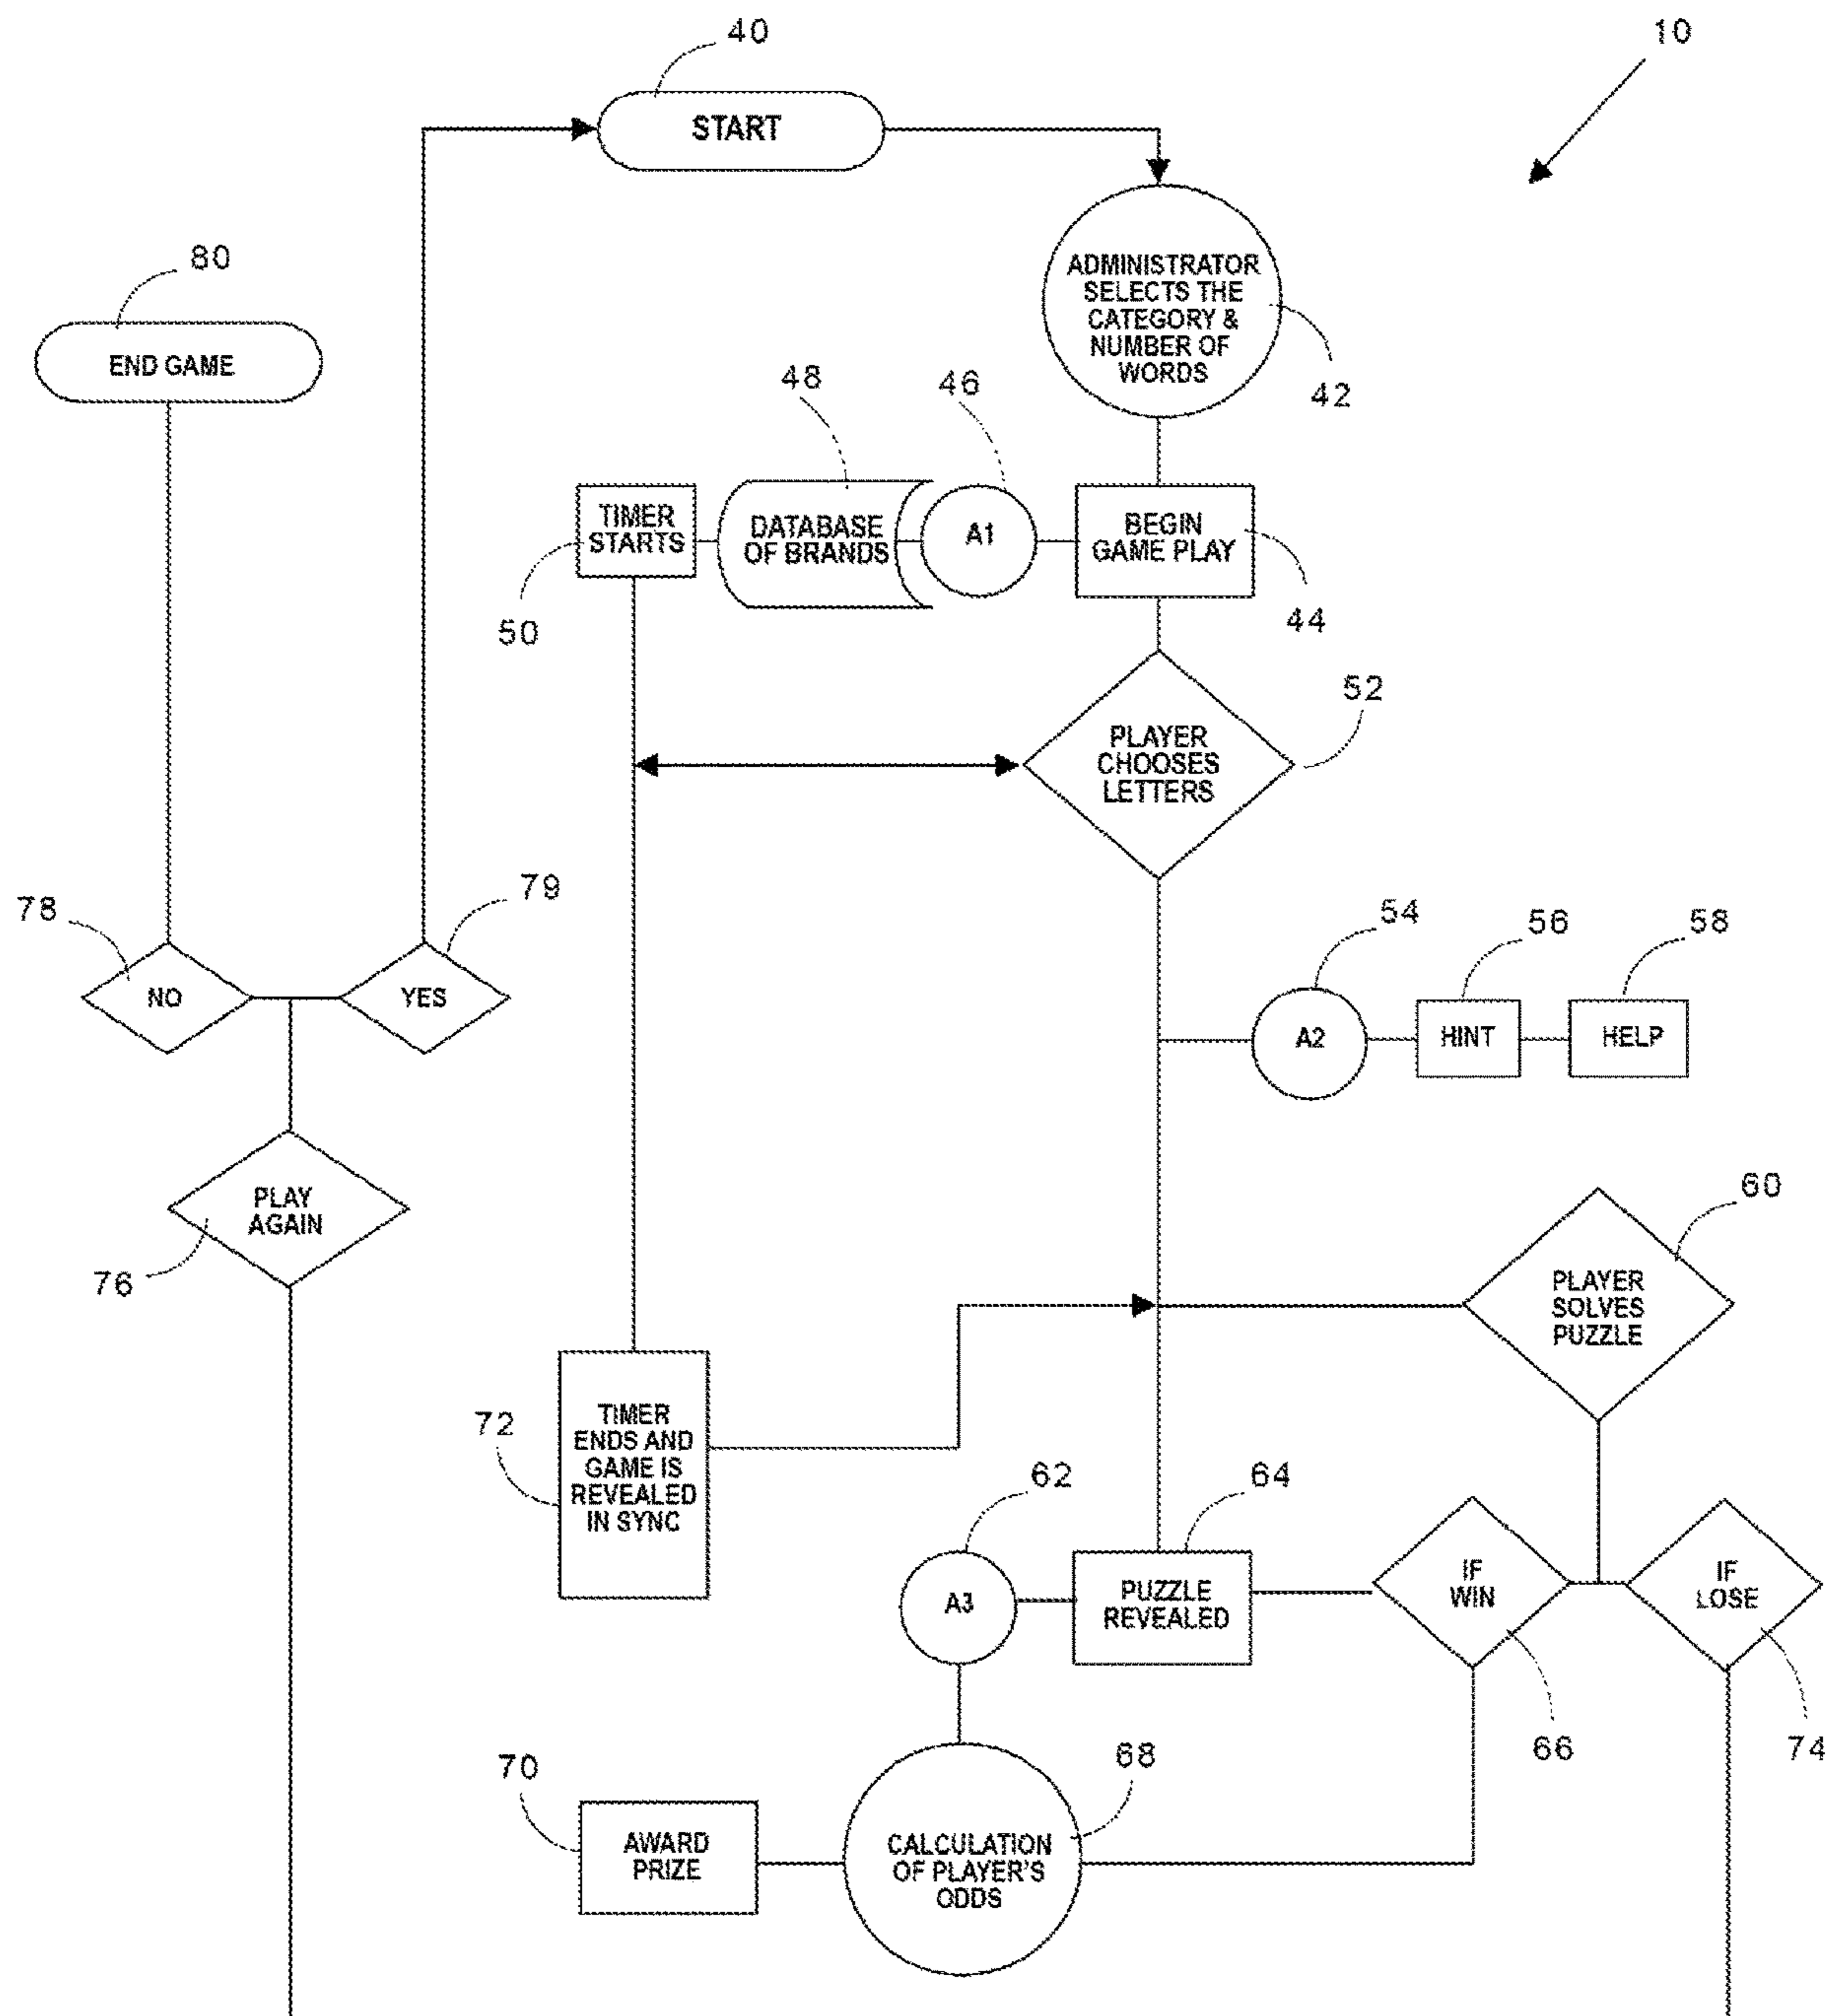 40
10
START
80
ADMINISTRATOR
SELECTS THE
CATEGORY &
NUMBER OF
WORDS
42
END GAME
48
46
TIMER
STARTS
DATABASE
OF BRANDS
A1
BEGIN
GAME PLAY
50
44
52
PLAYER
CHOOSES
LETTERS
78
79
54
56
58
NO
YES
A2
HINT
HELP
PLAY
AGAIN
76
60
PLAYER
SOLVES
PUZZLE
72
TIMER
ENDS AND
GAME IS
REVEALED
IN SYNC
62
64
A3
PUZZLE
REVEALED
IF
WIN
IF
LOSE
66
74
70
68
AWARD
PRIZE
CALCULATION
OF PLAYER'S
ODDS